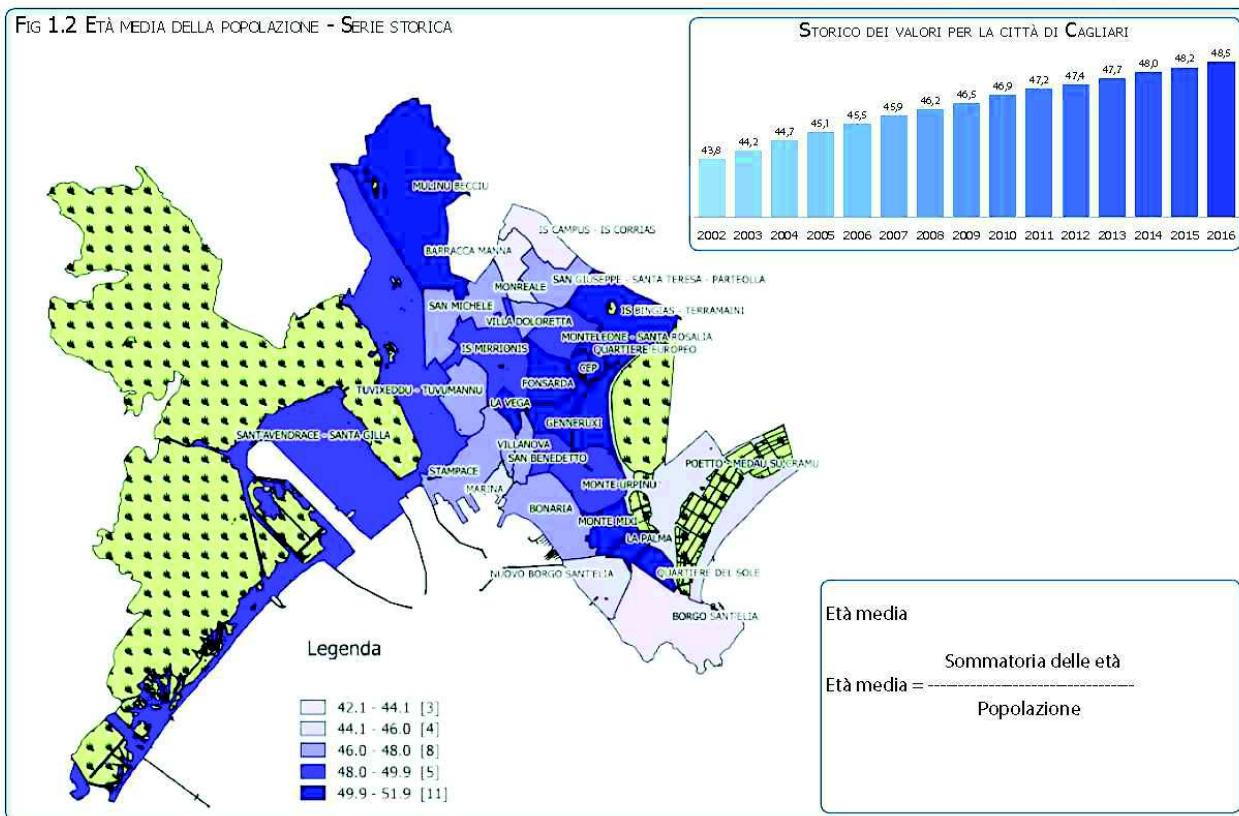 FIG 1.2 ETÀ MEDIA DELLA POPOLAZIONE - SERIE STORICA
STORICO DEI VALORI PER LA CITTÀ DI CAGLIARI
43,8 44,2 44,7 45,1 45,5 45,9 46,2 46,5 46,9 47,2 47,4 47,7 48,0 48,2 48,5
2002 2003 2004 2005 2006 2007 2008 2009 2010 2011 2012 2013 2014 2015 2016
MULINU BECCIU
IS CAMPUS - IS CORRIAS
BARRACCA MANNA
SAN GIUSEPPE - SANTA TERESA - PARTEOLLA
MONREALE
SAN MICHELE
IS BINGIAS - TERRAMAINI
VILLA DOLORETTA
MONTELEONE - SANTA ROSALIA
IS MIRRIONIS
QUARTIERE EUROPEO
CEP
FONSARDA
TUVIXEDDU - TUVUMANNU
LA VEGA
GENNERUXI
SANT'AVENDRACE - SANTA GILLA
VILLANOVA
SAN BENEDETTO
STAMPACE
POETTO - MEDAU SU CRAMU
MARINA
MONTE URPINU
BONARIA
MONTE MIXI
LA PALMA
NUOVO BORGO SANT'ELIA
QUARTIERE DEL SOLE
BORGO SANT'ELIA
Legenda
42.1 - 44.1 [3]
44.1 - 46.0 [4]
46.0 - 48.0 [8]
48.0 - 49.9 [5]
49.9 - 51.9 [11]
Età media
Sommatoria delle età
Età media = -----------------------------------
Popolazione